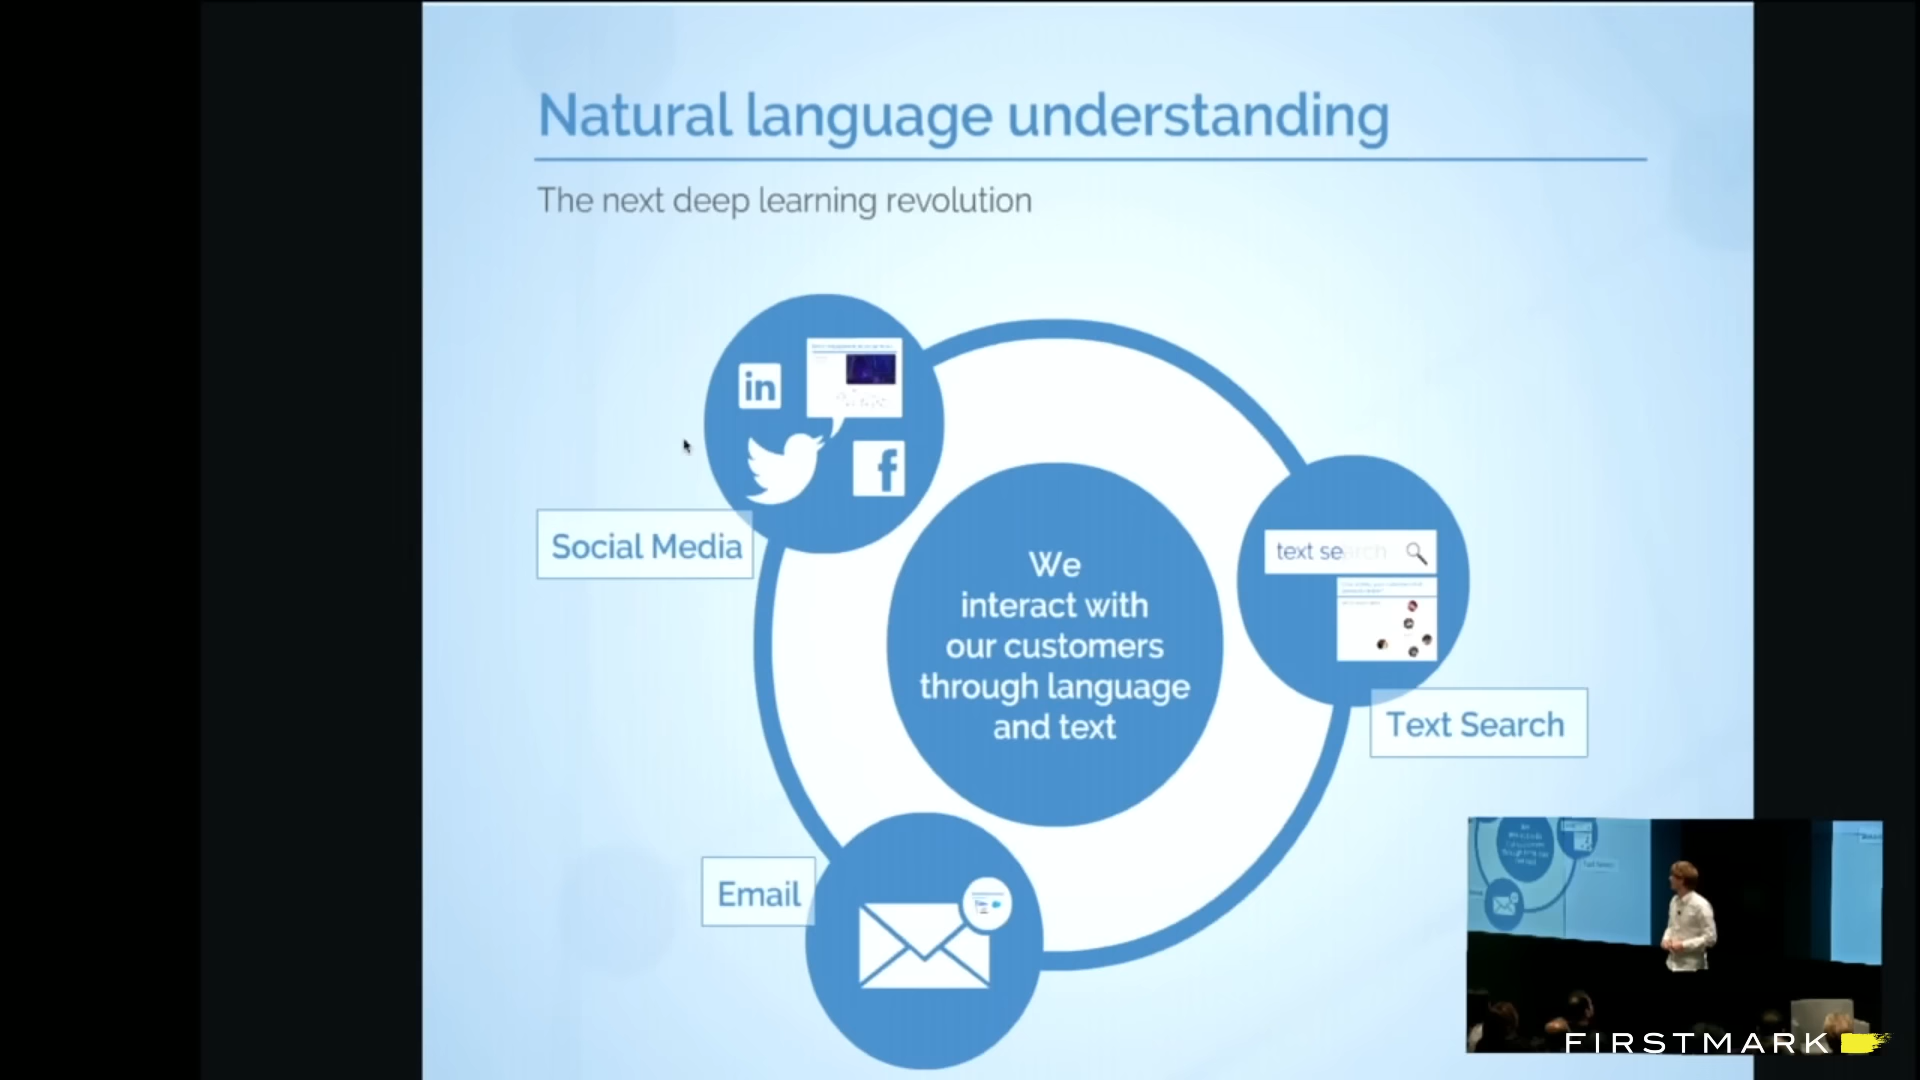 Natural language understanding
The next deep learning revolution
in
f
Social Media
We
interact with
our customers
through language
and text
text search
Text Search
Email
FIRSTMARK